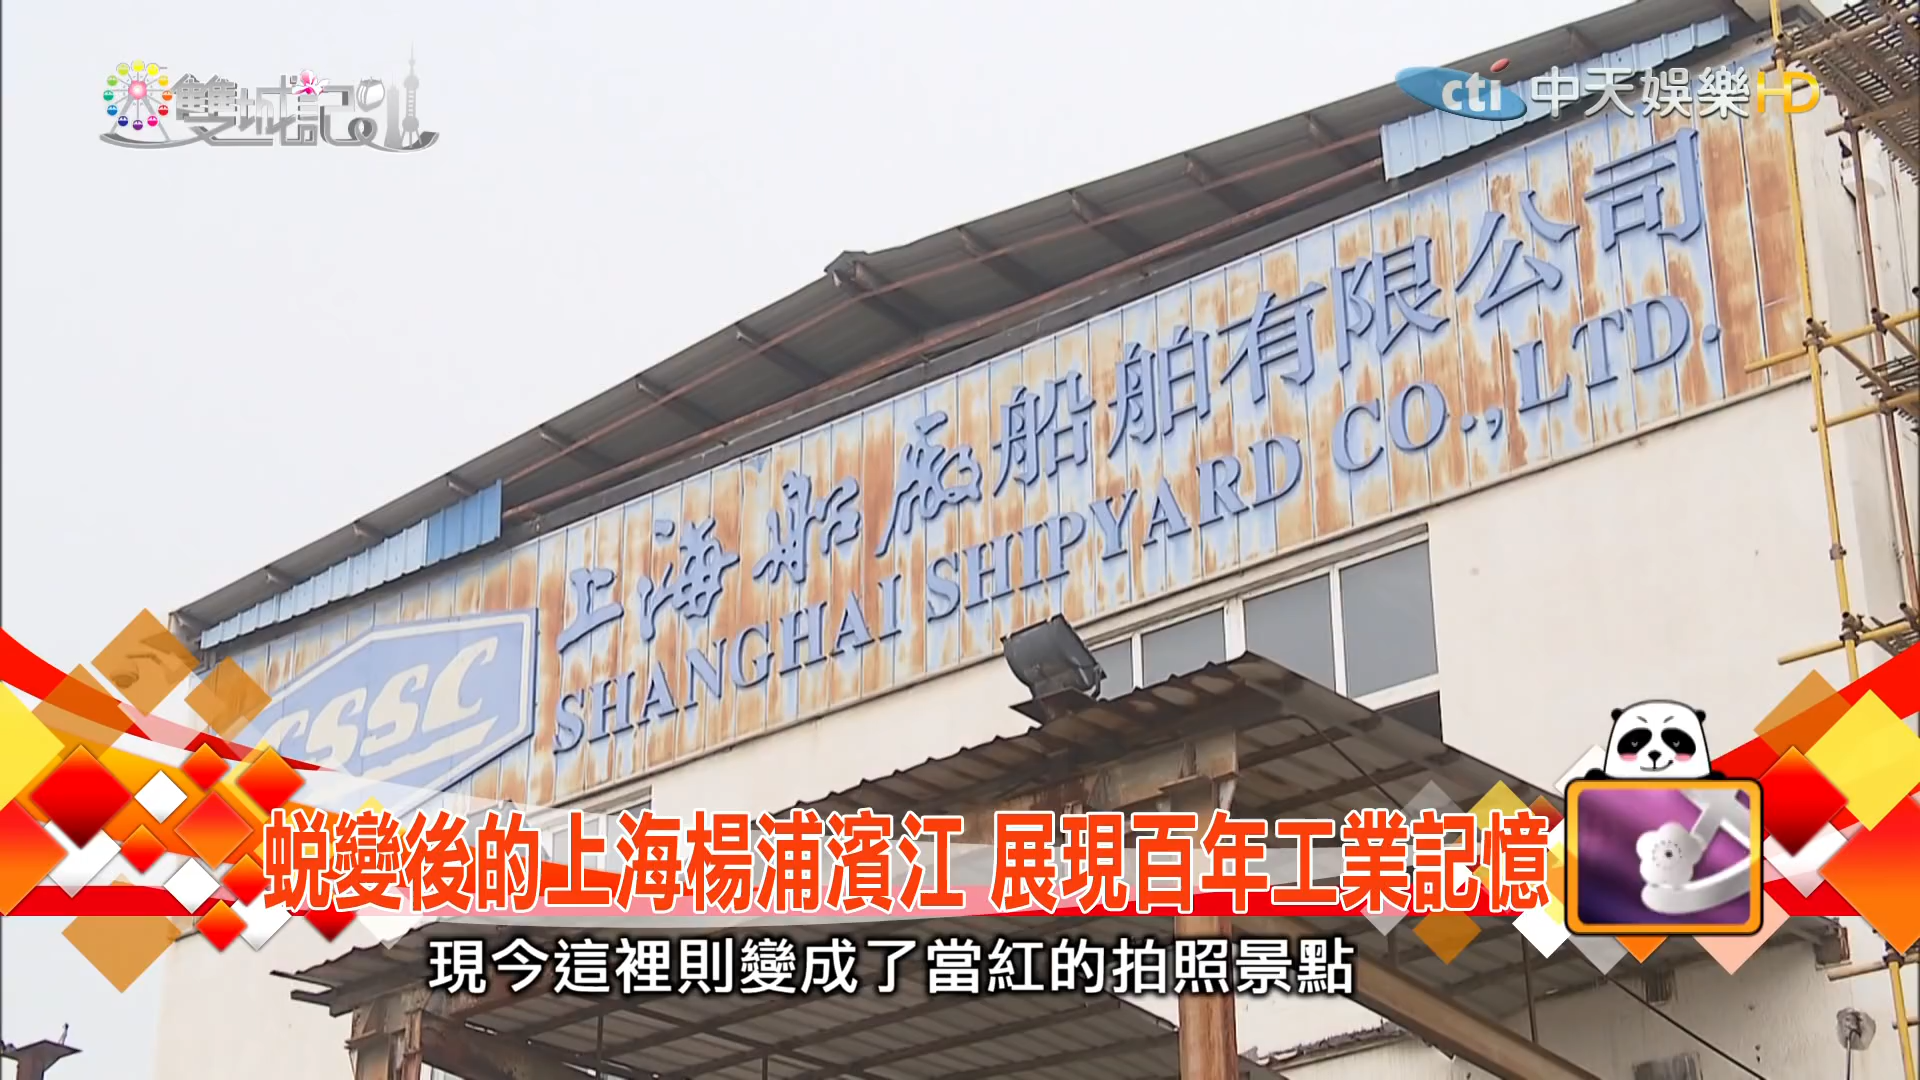 雙城記
cti 中天娛樂HD
上海船廠船舶有限公司
SHANGHAI SHIPYARD CO.,LTD.
CSSC
蛻變後的上海楊浦濱江 展現百年工業記憶
現今這裡則變成了當紅的拍照景點